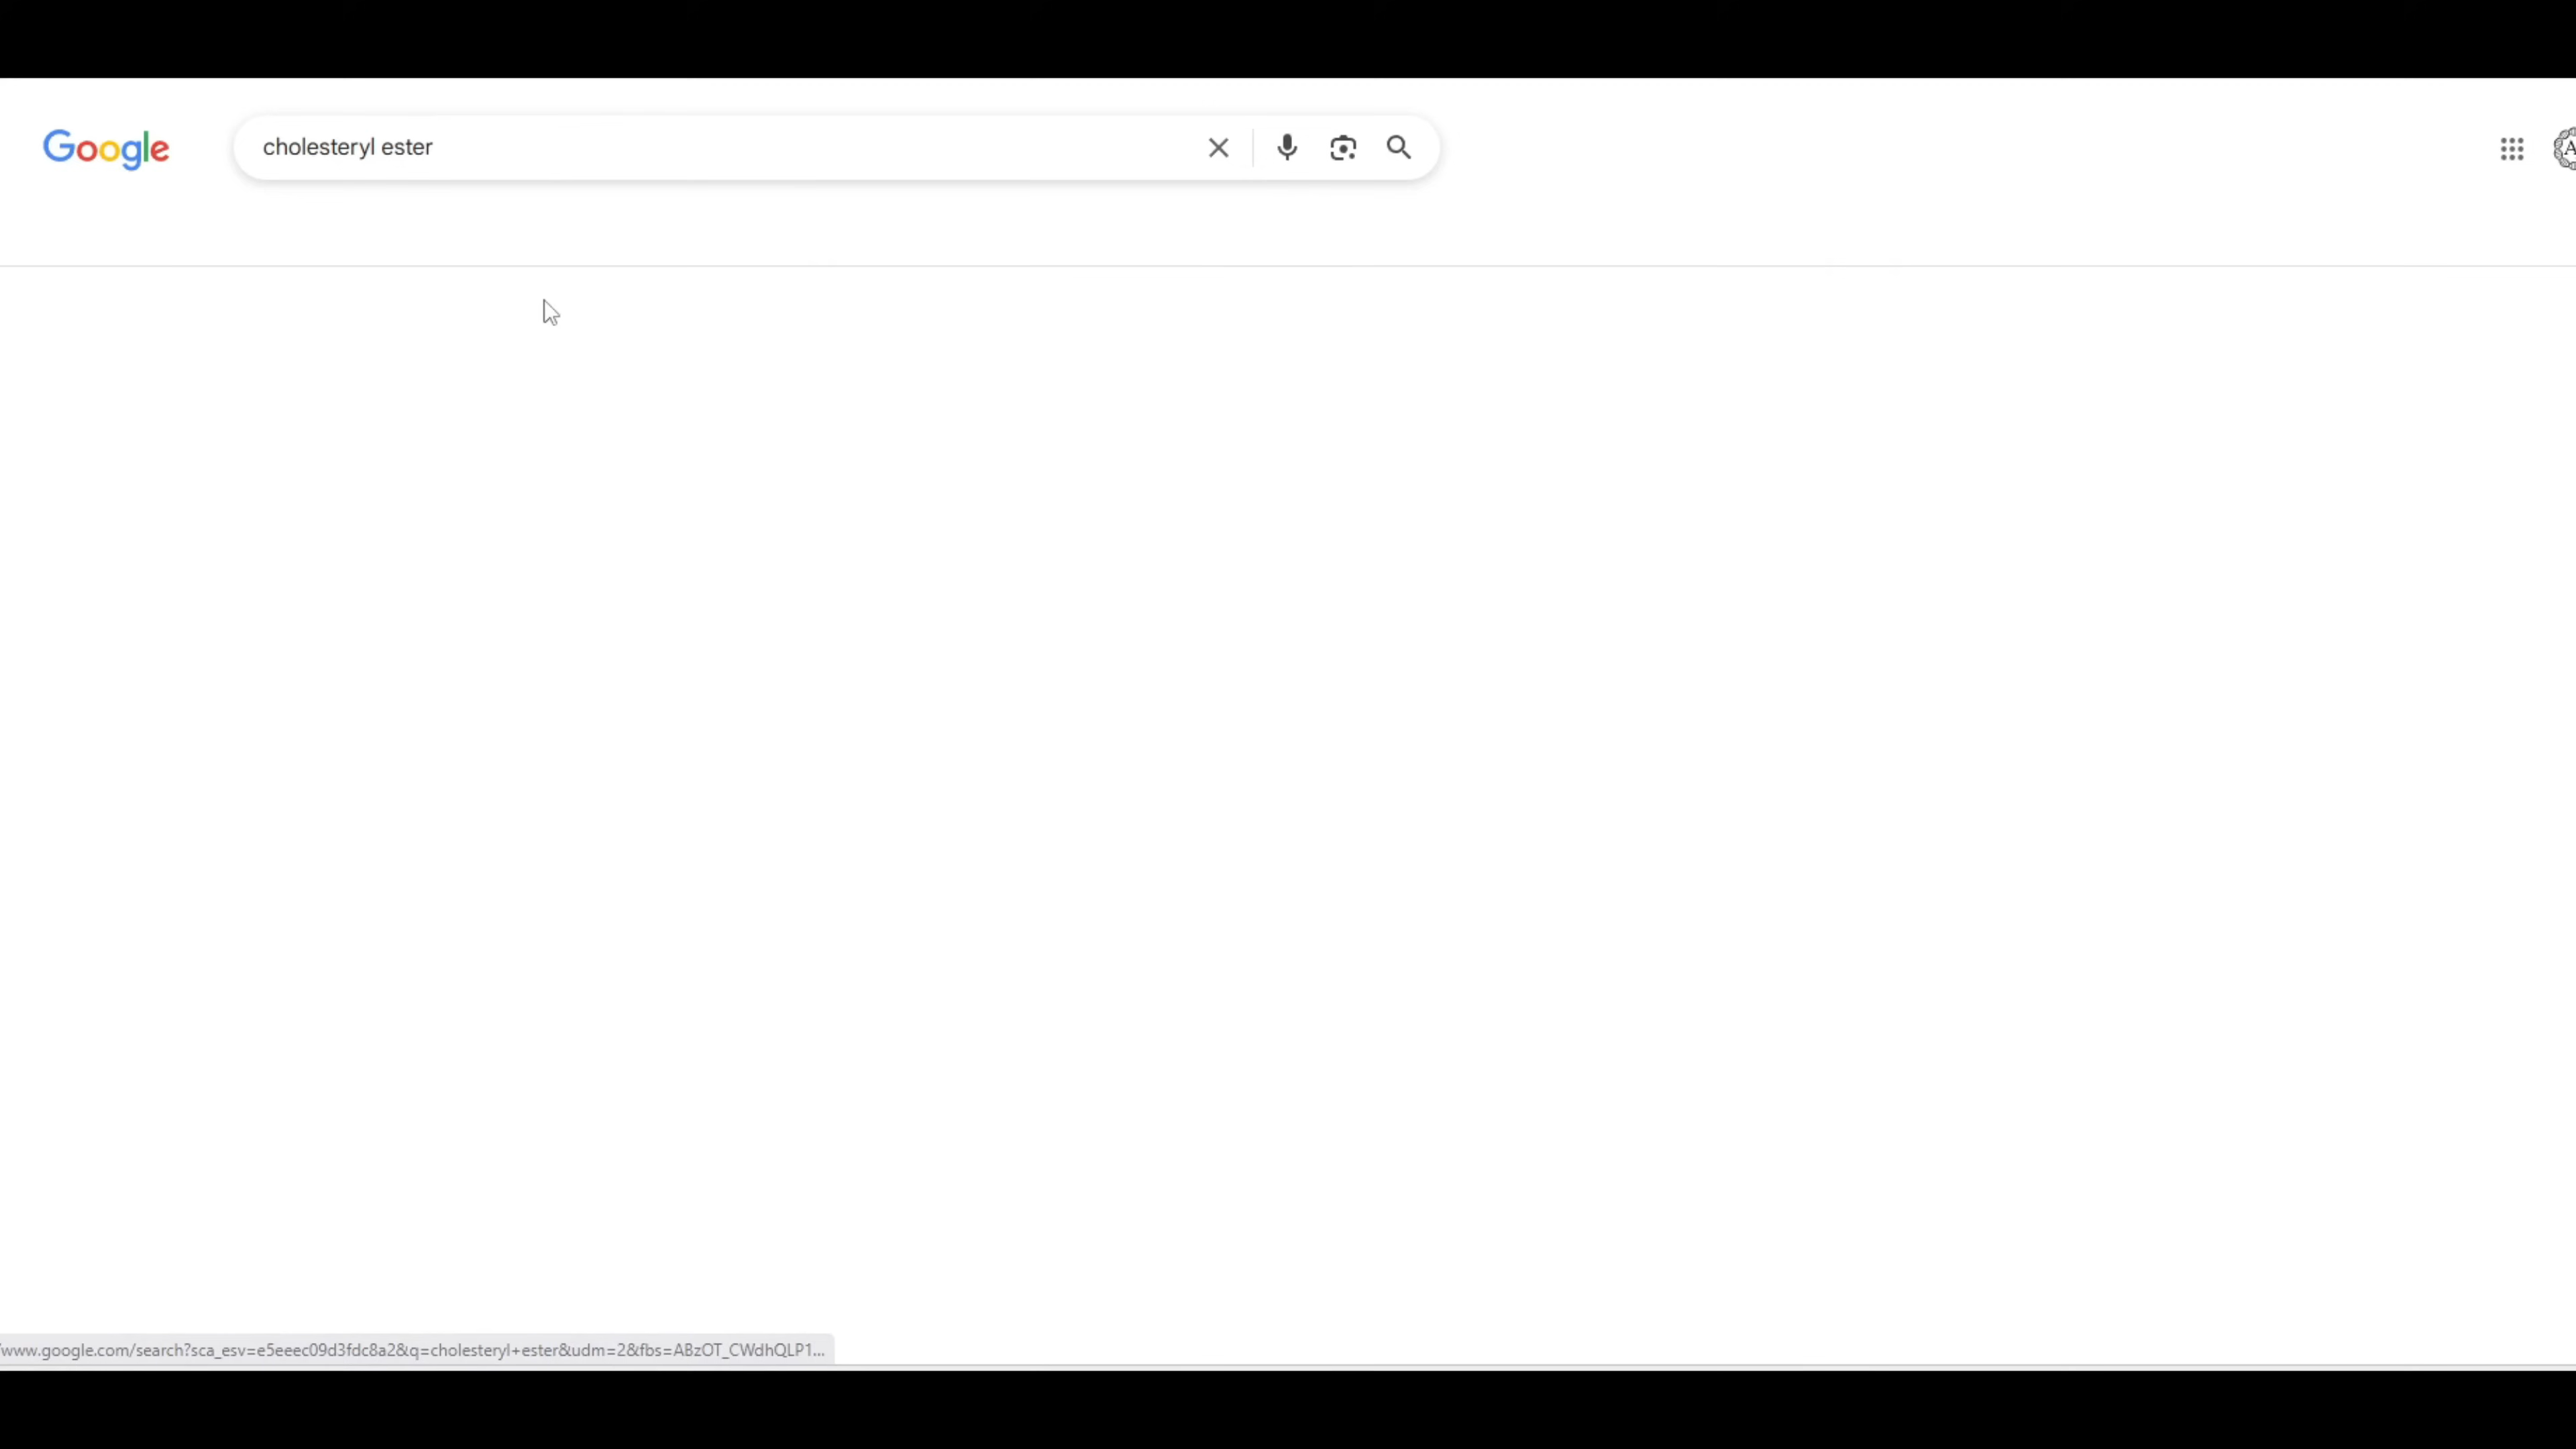 Google
cholesteryl ester
A
www.google.com/search?sca_esv=e5eeec09d3fdc8a2&q=cholesteryl+ester&udm=2&fbs=ABzOT_CWdhQLP1...